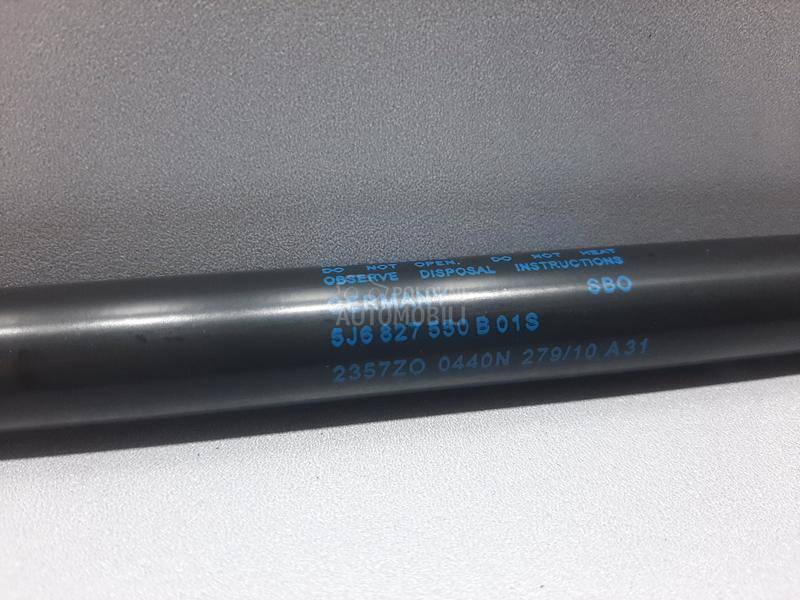 DO NOT OPEN. DO NOT HEAT
OBSERVE DISPOSAL INSTRUCTIONS
GERMANY SBO
5J6 827 550 B 01S
2357ZO 0440N 279/10 A31
POLOVNI
AUTOMOBILI